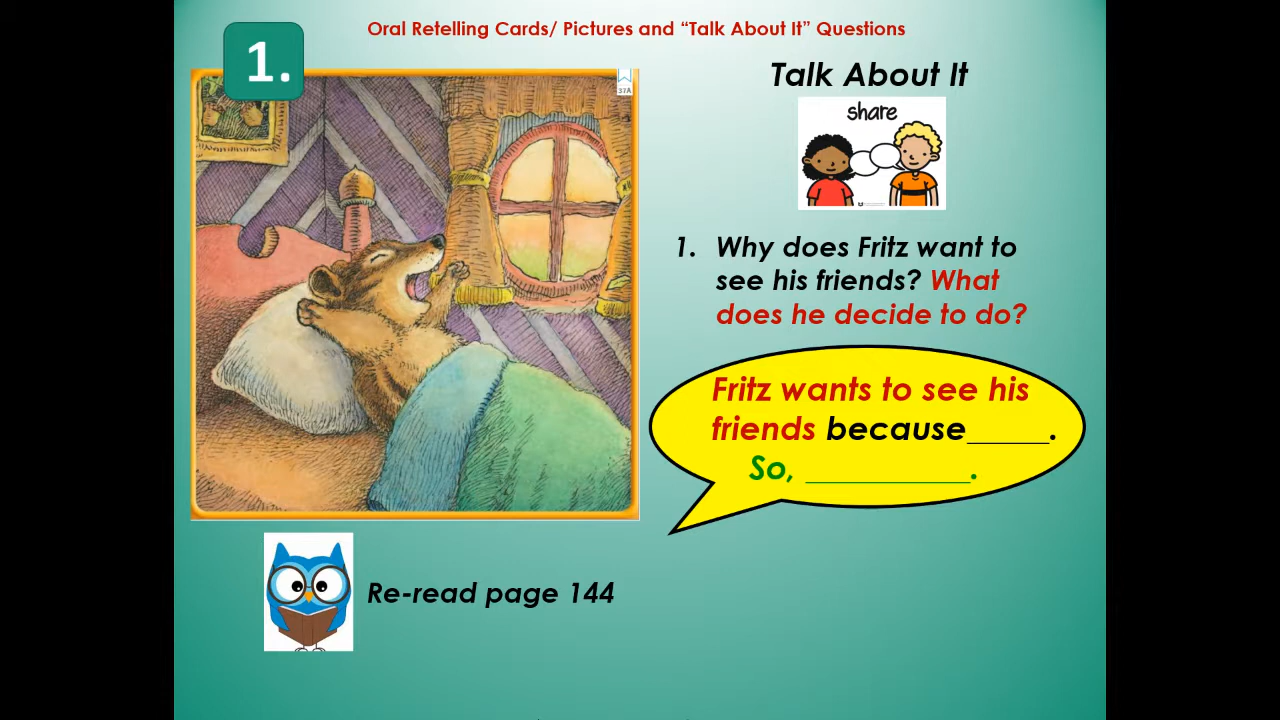 Oral Retelling Cards/ Pictures and “Talk About It” Questions
1.
37A
Talk About It
share
1. Why does Fritz want to
see his friends? What
does he decide to do?
Fritz wants to see his
friends because_____.
So, __________.
Re-read page 144